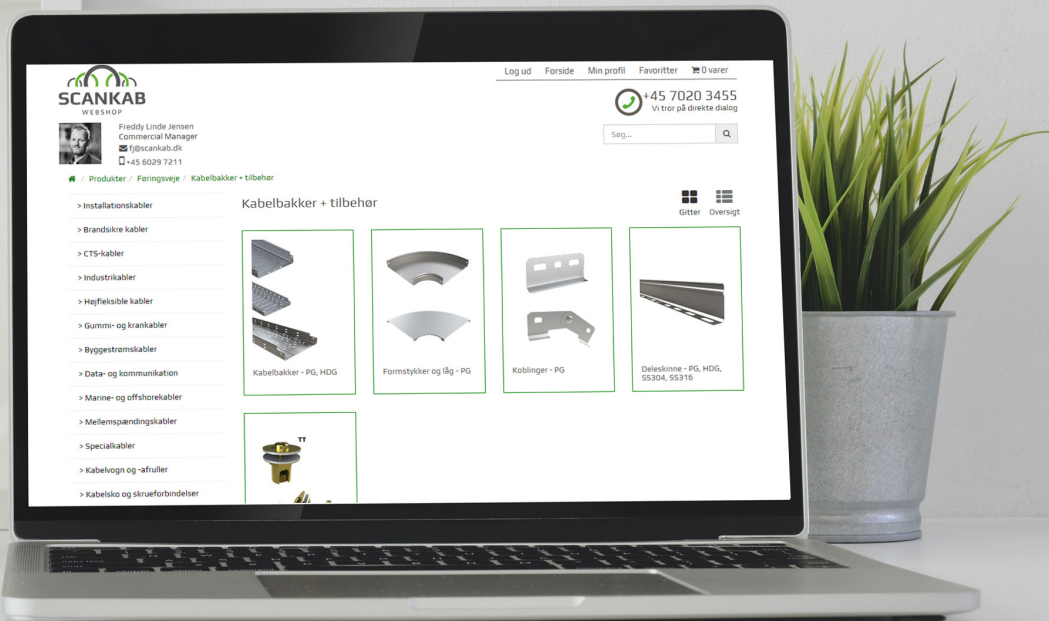 Log ud Forside Min profil Favoritter 0 varer
SCANKAB
WEBSHOP
+45 7020 3455
Vi tror på direkte dialog
Freddy Linde Jensen
Commercial Manager
fj@scankab.dk
+45 6029 7211
Søg...
/ Produkter / Føringsveje / Kabelbakker + tilbehør
> Installationskabler
> Brandsikre kabler
> CTS-kabler
> Industrikabler
> Højfleksible kabler
> Gummi- og krankabler
> Byggestrømskabler
> Data- og kommunikation
> Marine- og offshorekabler
> Mellemspændingskabler
> Specialkabler
> Kabelvogn og -afruller
> Kabelsko og skrueforbindelser
Kabelbakker + tilbehør
Gitter Oversigt
Kabelbakker - PG, HDG
Formstykker og låg - PG
Koblinger - PG
Deleskinne - PG, HDG,
SS304, SS316
TT